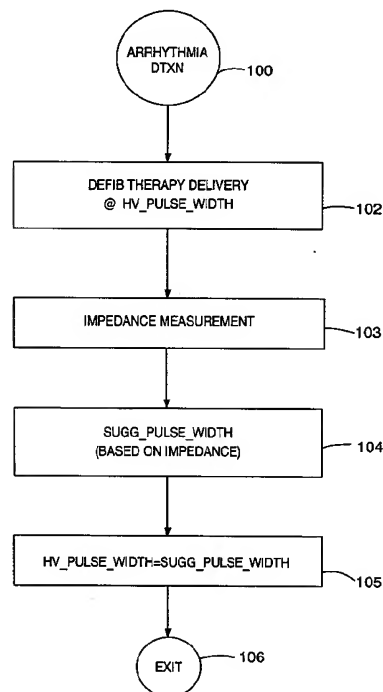 ARRHYTHMIA
DTXN
100
DEFIB THERAPY DELIVERY
@ HV_PULSE_WIDTH
102
IMPEDANCE MEASUREMENT
103
SUGG_PULSE_WIDTH
(BASED ON IMPEDANCE)
104
HV_PULSE_WIDTH=SUGG_PULSE_WIDTH
105
EXIT
106